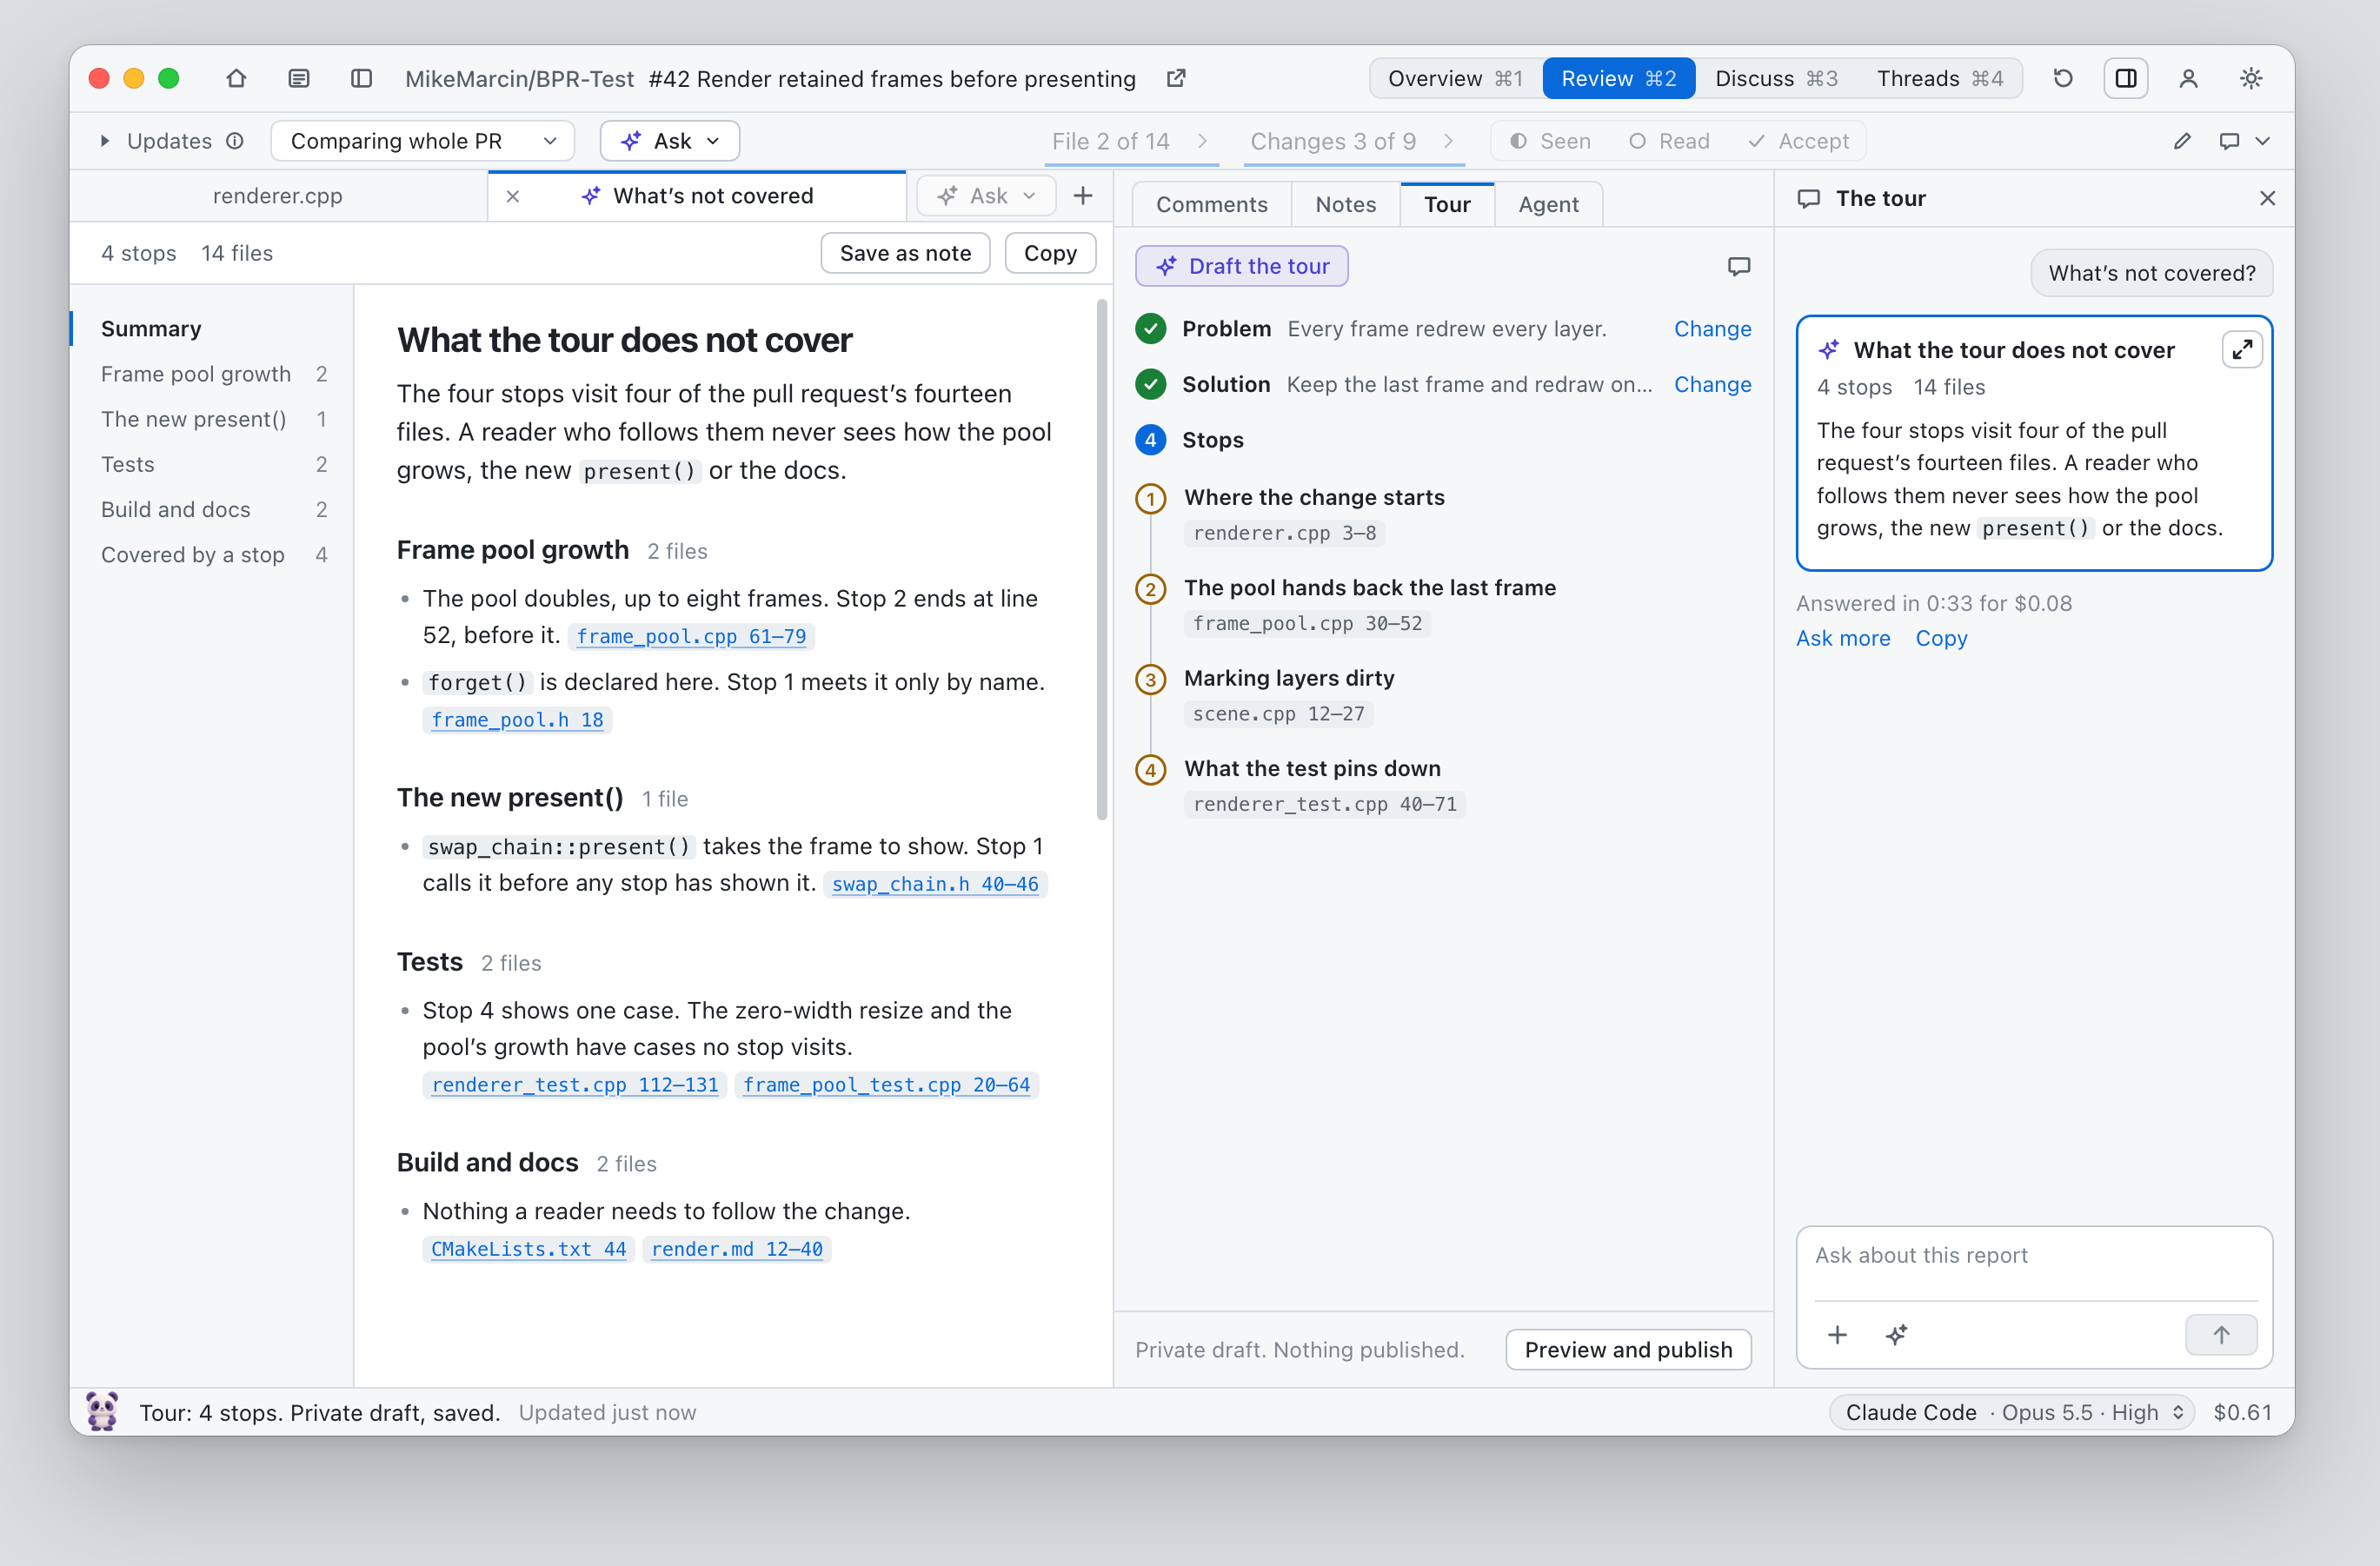 MikeMarcin/BPR-Test #42 Render retained frames before presenting
Overview ⌘1 Review ⌘2 Discuss ⌘3 Threads ⌘4
Updates Comparing whole PR Ask File 2 of 14 Changes 3 of 9 Seen Read Accept
renderer.cpp What’s not covered Ask
4 stops 14 files Save as note Copy
Summary
Frame pool growth 2
The new present() 1
Tests 2
Build and docs 2
Covered by a stop 4
What the tour does not cover
The four stops visit four of the pull request’s fourteen
files. A reader who follows them never sees how the pool
grows, the new present() or the docs.
Frame pool growth 2 files
• The pool doubles, up to eight frames. Stop 2 ends at line
52, before it. frame_pool.cpp 61–79
• forget() is declared here. Stop 1 meets it only by name.
frame_pool.h 18
The new present() 1 file
• swap_chain::present() takes the frame to show. Stop 1
calls it before any stop has shown it. swap_chain.h 40–46
Tests 2 files
• Stop 4 shows one case. The zero-width resize and the
pool’s growth have cases no stop visits.
renderer_test.cpp 112–131 frame_pool_test.cpp 20–64
Build and docs 2 files
• Nothing a reader needs to follow the change.
CMakeLists.txt 44 render.md 12–40
Comments Notes Tour Agent
Draft the tour
Problem Every frame redrew every layer. Change
Solution Keep the last frame and redraw on... Change
4 Stops
1 Where the change starts
renderer.cpp 3–8
2 The pool hands back the last frame
frame_pool.cpp 30–52
3 Marking layers dirty
scene.cpp 12–27
4 What the test pins down
renderer_test.cpp 40–71
Private draft. Nothing published. Preview and publish
The tour
What’s not covered?
What the tour does not cover
4 stops 14 files
The four stops visit four of the pull
request’s fourteen files. A reader who
follows them never sees how the pool
grows, the new present() or the docs.
Answered in 0:33 for $0.08
Ask more Copy
Ask about this report
Tour: 4 stops. Private draft, saved. Updated just now
Claude Code · Opus 5.5 · High $0.61